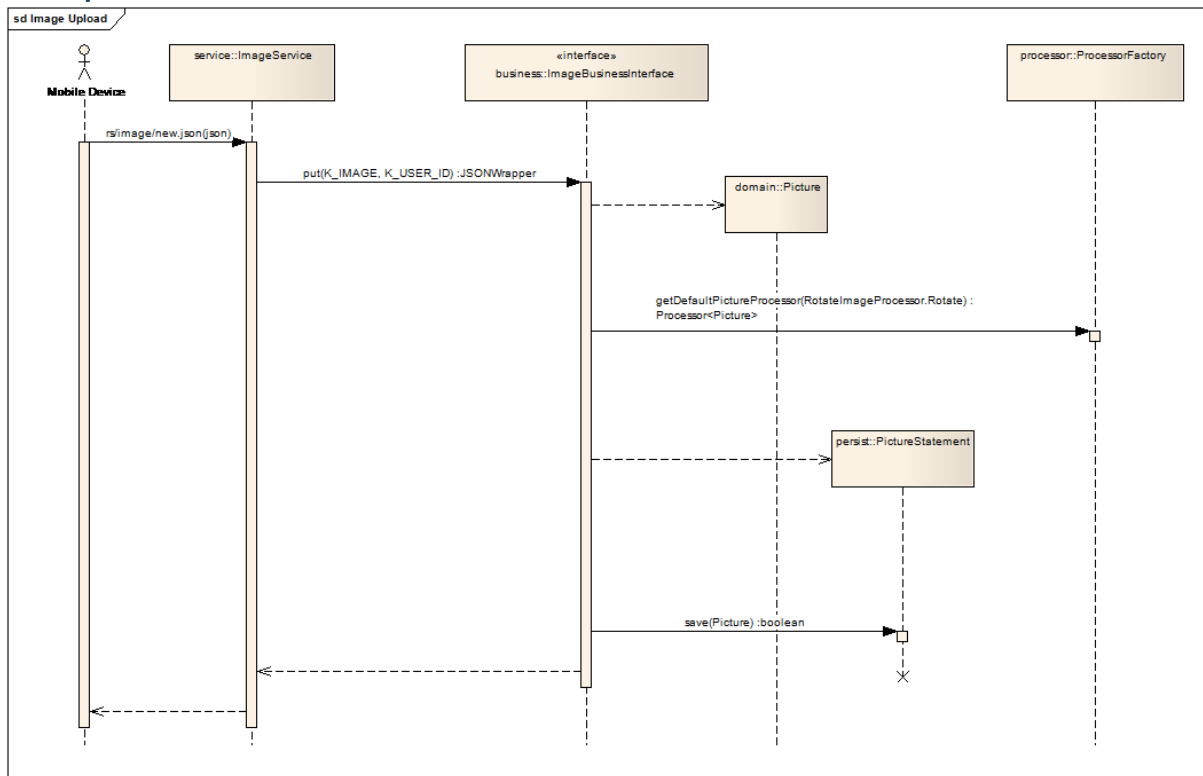 sd Image Upload
Mobile Device
service::ImageService
«interface»
business::ImageBusinessInterface
processor::ProcessorFactory
rs/image/new.json(json)
put(K_IMAGE, K_USER_ID) :JSONWrapper
domain::Picture
getDefaultPictureProcessor(RotateImageProcessor.Rotate) :
Processor<Picture>
persist::PictureStatement
save(Picture) :boolean